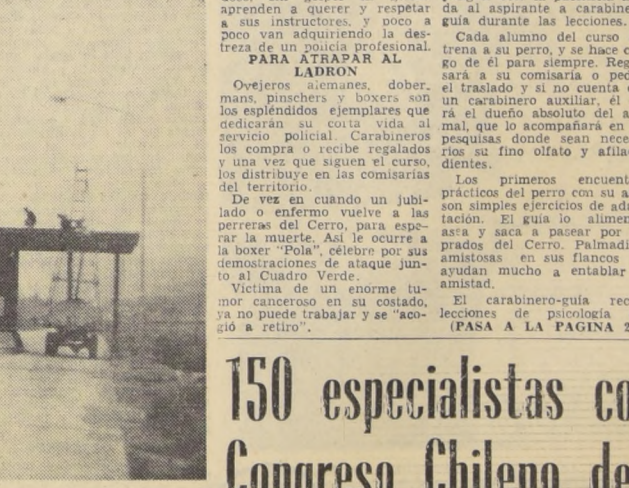 aprenden a querer y respetar
a sus instructores, y poco a
poco van adquiriendo la des-
treza de un policía profesional.
PARA ATRAPAR AL
LADRON
Ovejeros alemanes, dober.
mans, pinschers y boxers son
los espléndidos ejemplares que
dedicarán su corta vida al
servicio policial. Carabineros
los compra o recibe regalados
y una vez que siguen el curso,
los distribuye en las comisarías
del territorio.
De vez en cuando un jubi-
lado o enfermo vuelve a las
perreras del Cerro, para espe-
rar la muerte. Así le ocurre a
la boxer "Pola", célebre por sus
demostraciones de ataque jun-
to al Cuadro Verde.
Víctima de un enorme tu-
mor canceroso en su costado,
ya no puede trabajar y se "aco-
gió a retiro".
da al aspirante a carabine
guía durante las lecciones.
Cada alumno del curso
trena a su perro, y se hace c
go de él para siempre. Reg
sará a su comisaría o ped
el traslado y si no cuenta
un carabinero auxiliar, él
rá el dueño absoluto del a
mal, que lo acompañará en
pesquisas donde sean nece
rios su fino olfato y afila
dientes.
Los primeros encuent
prácticos del perro con su a
son simples ejercicios de ada
tación. El guía lo alimen
asea y saca a pasear por
prados del Cerro. Palmadi
amistosas en sus flancos
ayudan mucho a entablar
amistad.
El carabinero-guía rec
lecciones de psicología
(PASA A LA PAGINA 2
150 especialistas co
Congreso Chileno de